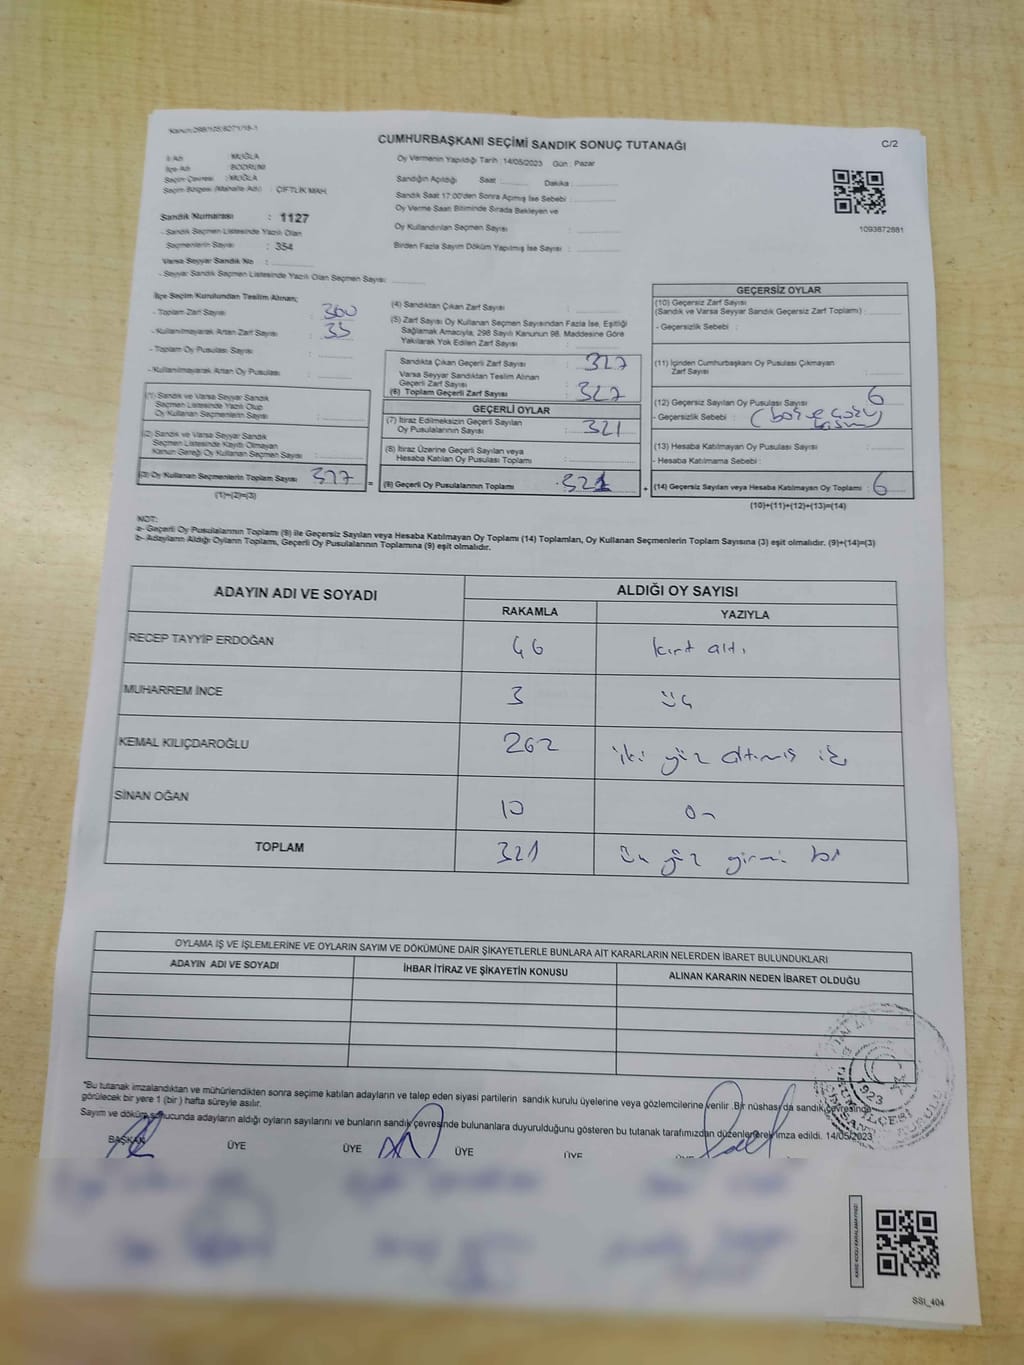 CUMHURBAŞKANI SEÇİMİ SANDIK SONUÇ TUTANAĞI
C/2
İl Adı : MUĞLA
İlçe Adı : BODRUM
Seçim Çevresi : MUĞLA
Seçim Bölgesi (Mahalle Adı) : ÇİFTLİK MAH.
Oy Vermenin Yapıldığı Tarih : 14/05/2023 Gün : Pazar
Sandığın Açıldığı Saat Dakika :
Sandık Saat 17:00'den Sonra Açımış İse Sebebi :
Oy Verme Saati Bitiminde Sırada Bekleyen ve
Oy Kullandırılan Seçmen Sayısı :
Birden Fazla Sayım Döküm Yapılmış İse Sayısı :
1093872881
Sandık Numarası : 1127
- Sandık Seçmen Listesinde Yazılı Olan
Seçmenlerin Sayısı : 354
Varsa Seyyar Sandık No :
- Seyyar Sandık Seçmen Listesinde Yazılı Olan Seçmen Sayısı :
İlçe Seçim Kurulundan Teslim Alınan;
- Toplam Zarf Sayısı : 360
- Kullanılmayarak Artan Zarf Sayısı : 33
- Toplam Oy Pusulası Sayısı :
- Kullanılmayarak Artan Oy Pusulası :
(1) Sandık ve Varsa Seyyar Sandık
Seçmen Listesinde Yazılı Olup
Oy Kullanan Seçmenlerin Sayısı :
(2) Sandık ve Varsa Seyyar Sandık
Seçmen Listesinde Kayıtlı Olmayan
Kanun Gereği Oy Kullanan Seçmen Sayısı :
(3) Oy Kullanan Seçmenlerin Toplam Sayısı 327
(1)+(2)=(3)
(4) Sandıktan Çıkan Zarf Sayısı :
(5) Zarf Sayısı Oy Kullanan Seçmen Sayısından Fazla İse, Eşitliği
Sağlamak Amacıyla, 298 Sayılı Kanunun 98. Maddesine Göre
Yakılarak Yok Edilen Zarf Sayısı :
Sandıkta Çıkan Geçerli Zarf Sayısı : 327
Varsa Seyyar Sandıktan Teslim Alınan
Geçerli Zarf Sayısı :
(6) Toplam Geçerli Zarf Sayısı : 327
GEÇERLİ OYLAR
(7) İtiraz Edilmeksizin Geçerli Sayılan
Oy Pusulalarının Sayısı : 321
(8) İtiraz Üzerine Geçerli Sayılan veya
Hesaba Katılan Oy Pusulası Toplamı :
(9) Geçerli Oy Pusulalarının Toplamı 321
GEÇERSİZ OYLAR
(10) Geçersiz Zarf Sayısı
(Sandık ve Varsa Seyyar Sandık Geçersiz Zarf Toplamı) :
- Geçersizlik Sebebi :
(11) İçinden Cumhurbaşkanı Oy Pusulası Çıkmayan
Zarf Sayısı :
(12) Geçersiz Sayılan Oy Pusulası Sayısı : 6
- Geçersizlik Sebebi :
(13) Hesaba Katılmayan Oy Pusulası Sayısı :
- Hesaba Katılmama Sebebi :
(14) Geçersiz Sayılan veya Hesaba Katılmayan Oy Toplamı 6
(10)+(11)+(12)+(13)=(14)
NOT:
a- Geçerli Oy Pusulalarının Toplamı (9) ile Geçersiz Sayılan veya Hesaba Katılmayan Oy Toplamı (14) Toplamları, Oy Kullanan Seçmenlerin Toplam Sayısına (3) eşit olmalıdır. (9)+(14)=(3)
b- Adayların Aldığı Oyların Toplamı, Geçerli Oy Pusulalarının Toplamına (9) eşit olmalıdır.
ADAYIN ADI VE SOYADI ALDIĞI OY SAYISI
RAKAMLA YAZIYLA
RECEP TAYYİP ERDOĞAN 46 kırk altı
MUHARREM İNCE 3 üç
KEMAL KILIÇDAROĞLU 262 iki yüz altmış iki
SİNAN OĞAN 10 on
TOPLAM 321 üç yüz yirmi bir
OYLAMA İŞ VE İŞLEMLERİNE VE OYLARIN SAYIM VE DÖKÜMÜNE DAİR ŞİKAYETLERLE BUNLARA AİT KARARLARIN NELERDEN İBARET BULUNDUKLARI
ADAYIN ADI VE SOYADI İHBAR İTİRAZ VE ŞİKAYETİN KONUSU ALINAN KARARIN NEDEN İBARET OLDUĞU
"Bu tutanak imzalandıktan ve mühürlendikten sonra seçime katılan adayların ve talep eden siyasi partilerin sandık kurulu üyelerine veya gözlemcilerine verilir. Bir nüshası da sandık çevresinde
görülecek bir yere 1 (bir) hafta süreyle asılır.
Sayım ve döküm sonucunda adayların aldığı oyların sayılarını ve bunların sandık çevresinde bulunanlara duyurulduğunu gösteren bu tutanak tarafımızdan düzenlenerek imza edildi. 14/05/2023
BAŞKAN ÜYE ÜYE ÜYE ÜYE
1923
SSI_404